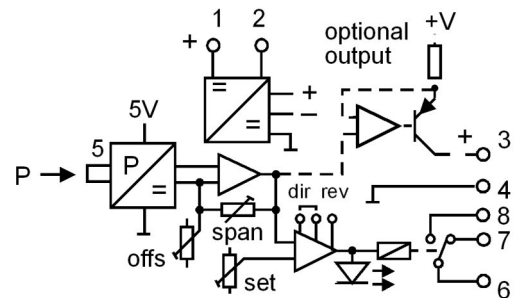 1 2 +V
+ optional
output
= + −
=
5V
5 P
P =
+ 3
4
dir rev
8
7
span
offs
set
6